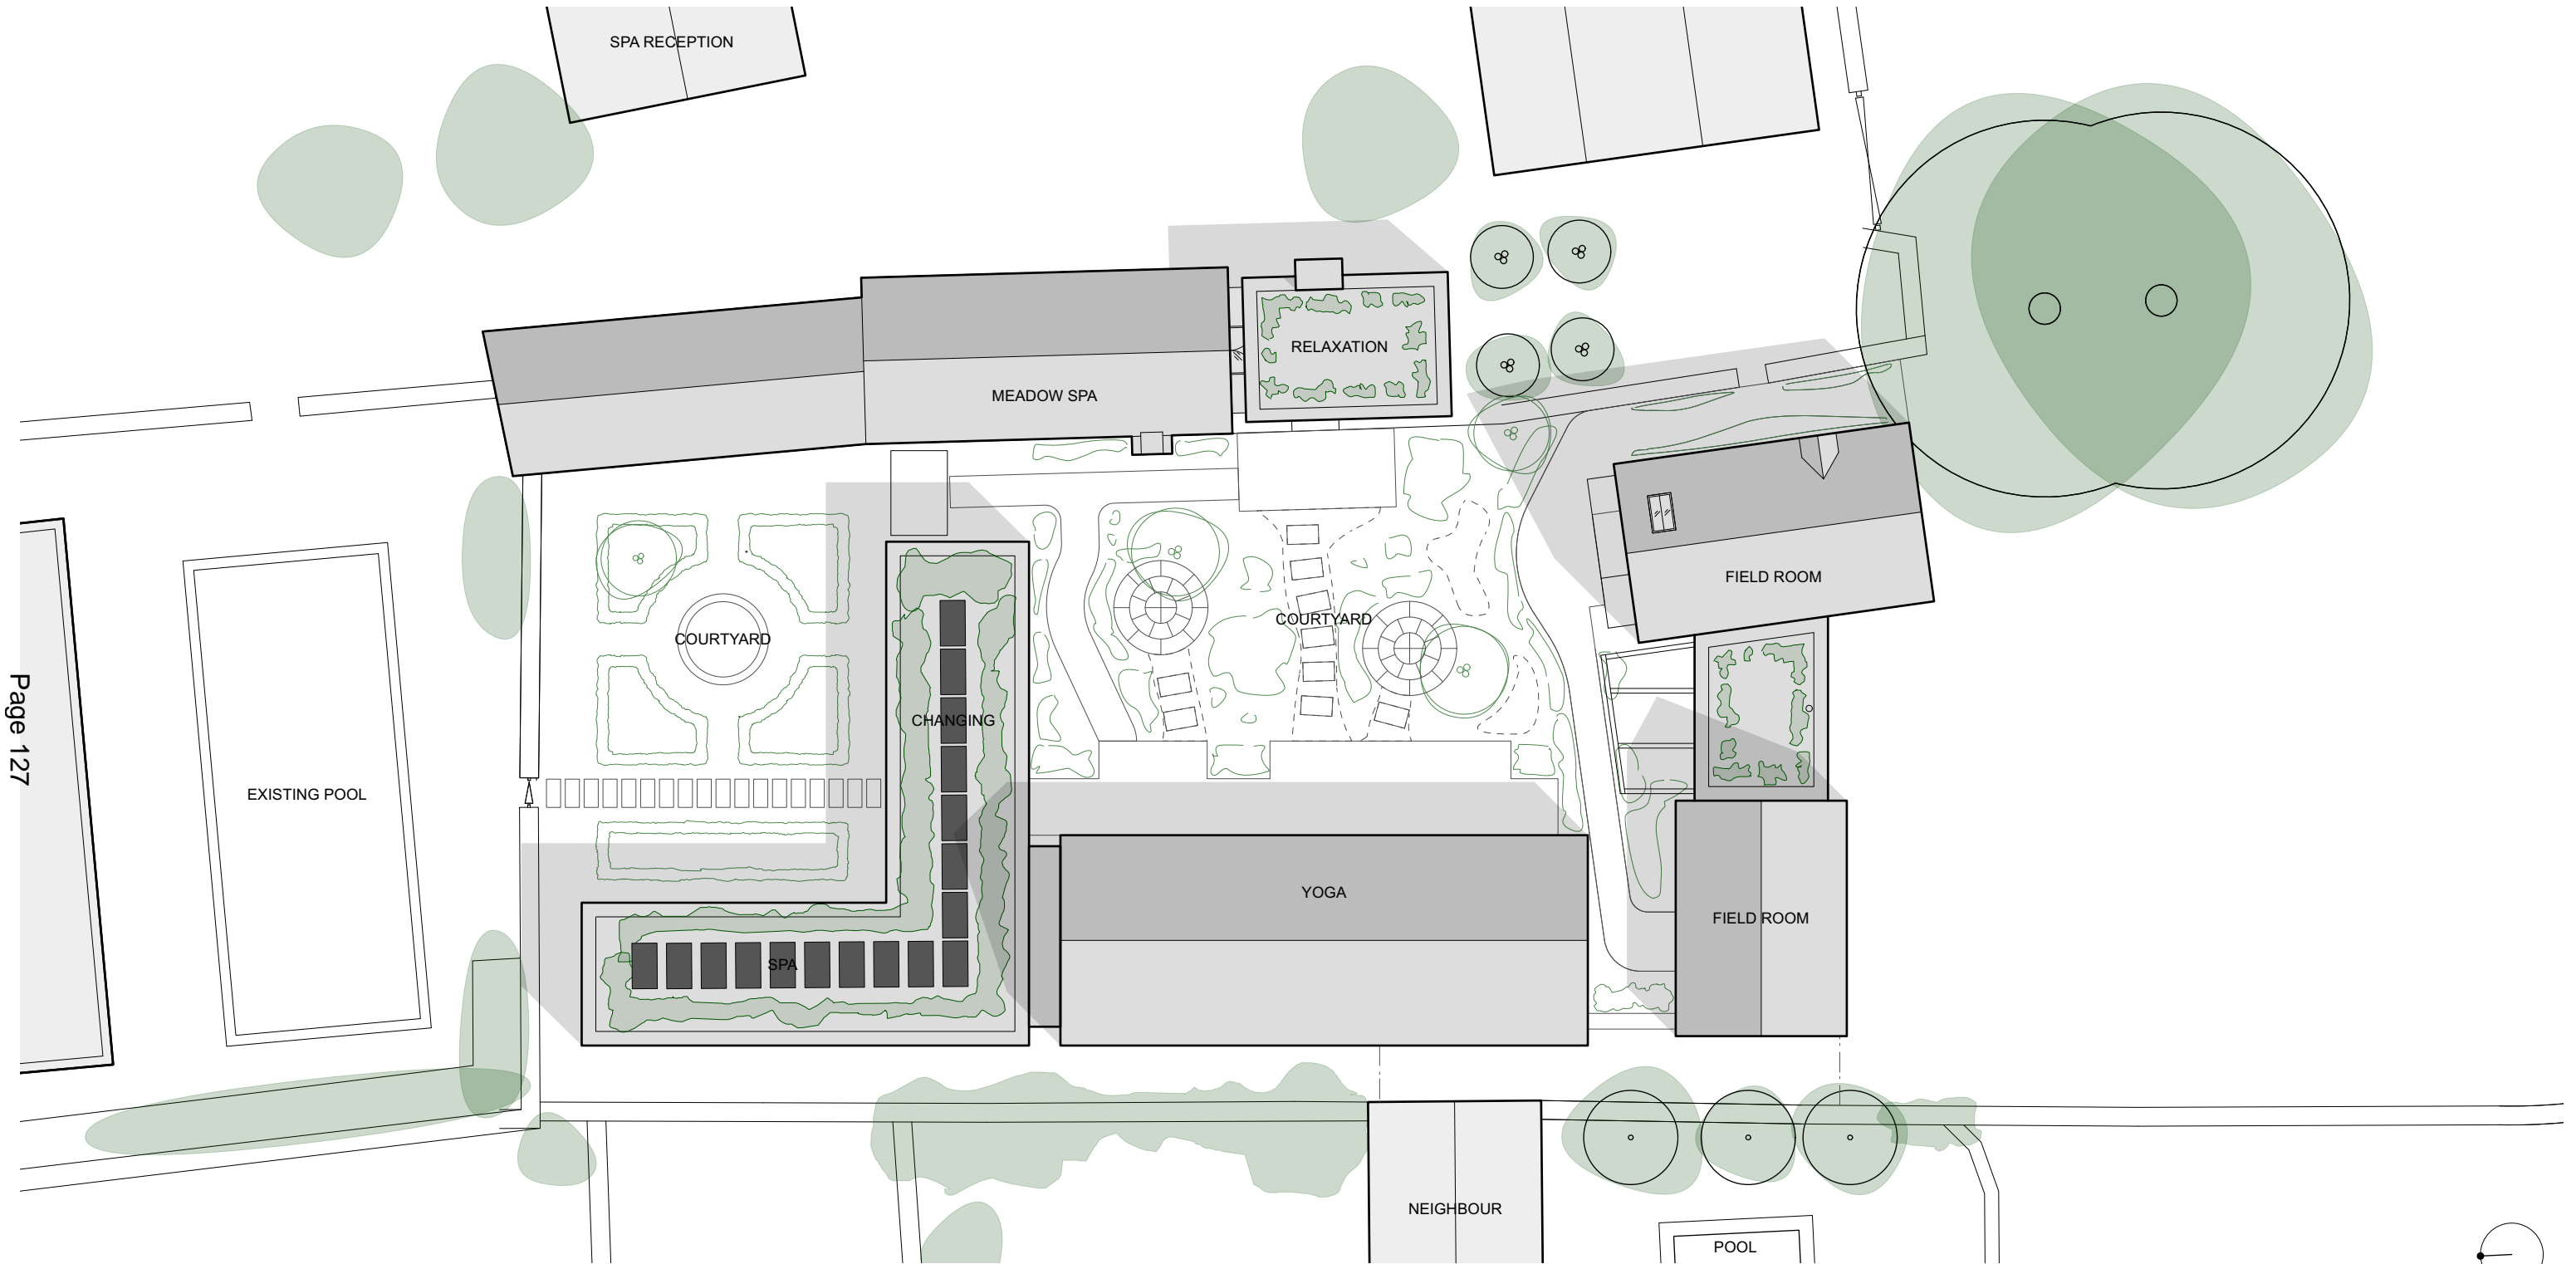 SPA RECEPTION
RELAXATION
MEADOW SPA
FIELD ROOM
COURTYARD
COURTYARD
CHANGING
Page 127
EXISTING POOL
YOGA
FIELD ROOM
SPA
NEIGHBOUR
POOL